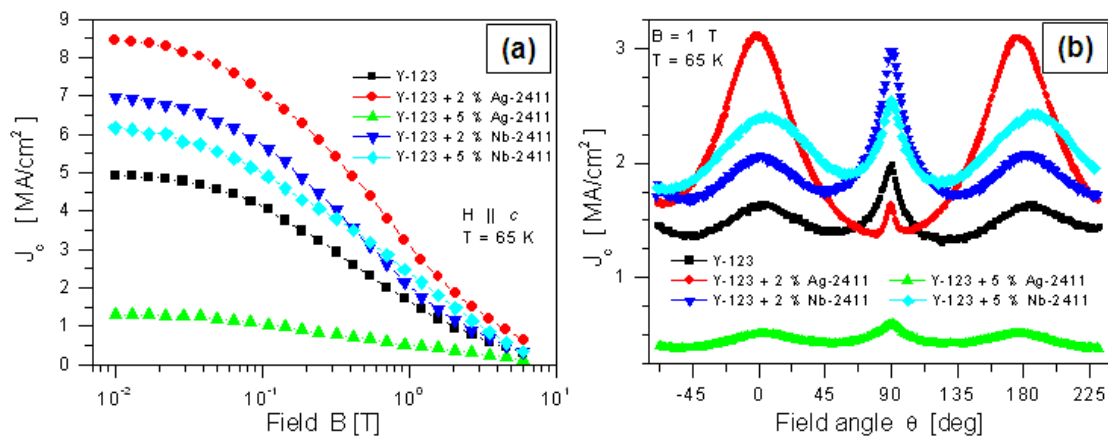 (a)
Y-123
Y-123 + 2 % Ag-2411
Y-123 + 5 % Ag-2411
Y-123 + 2 % Nb-2411
Y-123 + 5 % Nb-2411
H || c
T = 65 K
9
8
7
6
5
4
3
2
1
0
J_c [ MA/cm²]
10⁻² 10⁻¹ 10⁰ 10¹
Field B [T]
(b)
B = 1 T
T = 65 K
3
2
1
J_c [ MA/cm²]
Y-123
Y-123 + 2 % Ag-2411 Y-123 + 5 % Ag-2411
Y-123 + 2 % Nb-2411 Y-123 + 5 % Nb-2411
-45 0 45 90 135 180 225
Field angle θ [deg]